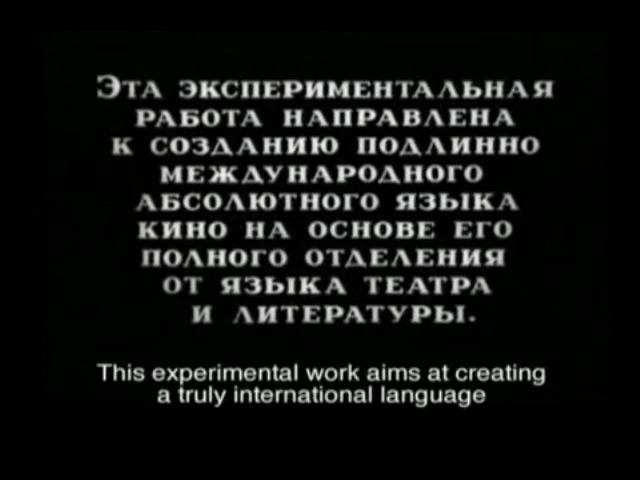 Эта экспериментальная
работа направлена
к созданию подлинно
международного
абсолютного языка
кино на основе его
полного отделения
от языка театра
и литературы.
This experimental work aims at creating
a truly international language